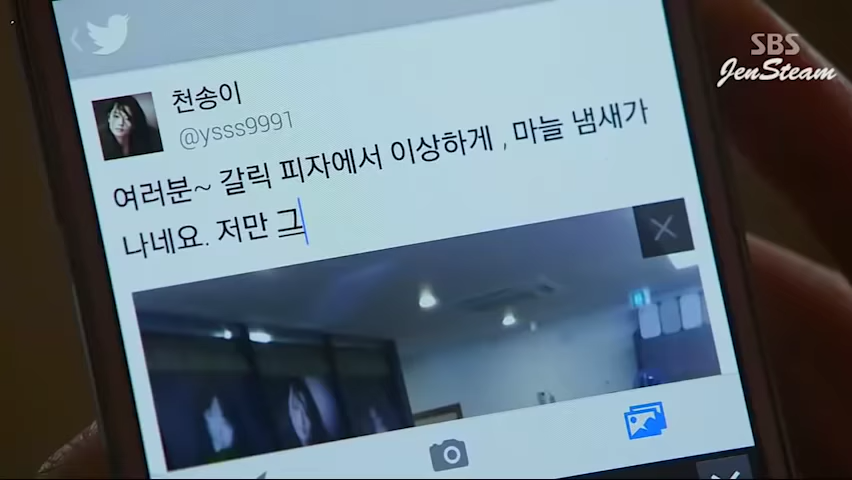 SBS
JenSteam
천송이
@ysss9991
여러분~ 갈릭 피자에서 이상하게 , 마늘 냄새가
나네요. 저만 그